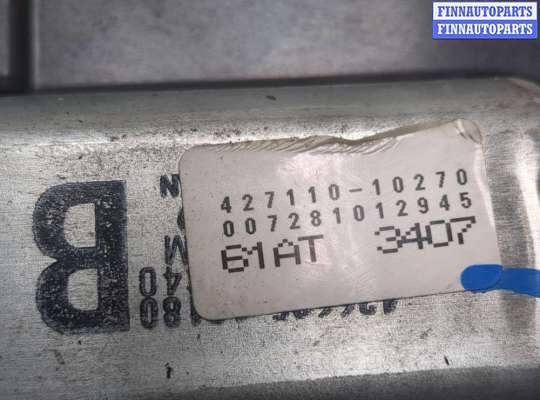 FINNAUTOPARTS
FINNAUTOPARTS
427110-10270
007281012945
61AT 3407
B